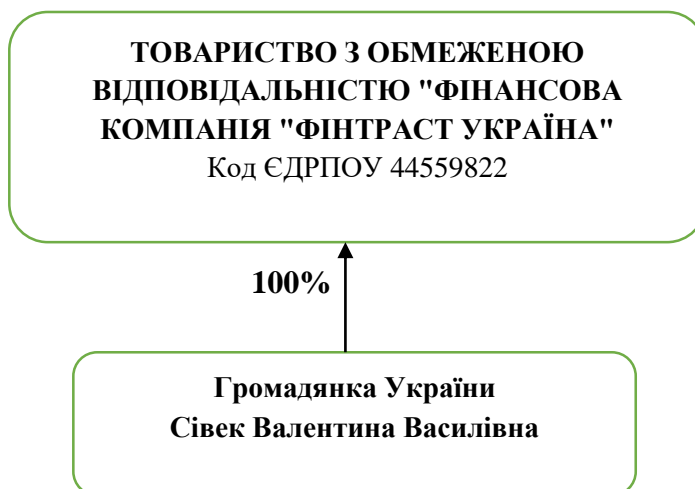 ТОВАРИСТВО З ОБМЕЖЕНОЮ
ВІДПОВІДАЛЬНІСТЮ "ФІНАНСОВА
КОМПАНІЯ "ФІНТРАСТ УКРАЇНА"
Код ЄДРПОУ 44559822
100%
Громадянка України
Сівек Валентина Василівна